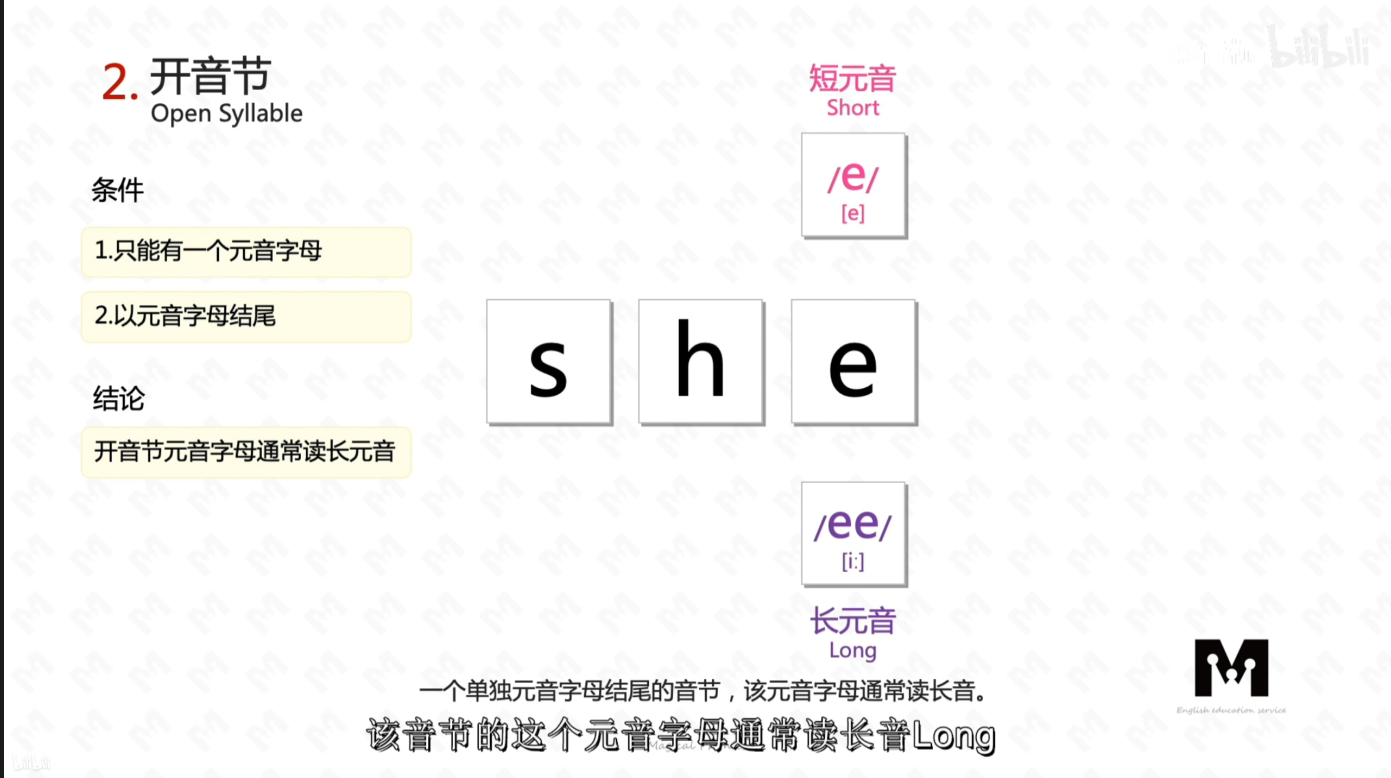 2. 开音节
Open Syllable
条件
1.只能有一个元音字母
2.以元音字母结尾
结论
开音节元音字母通常读长元音
短元音
Short
/e/
[e]
s h e
/ee/
[i:]
长元音
Long
一个单独元音字母结尾的音节，该元音字母通常读长音。
该音节的这个元音字母通常读长音Long
English education service
bilibili